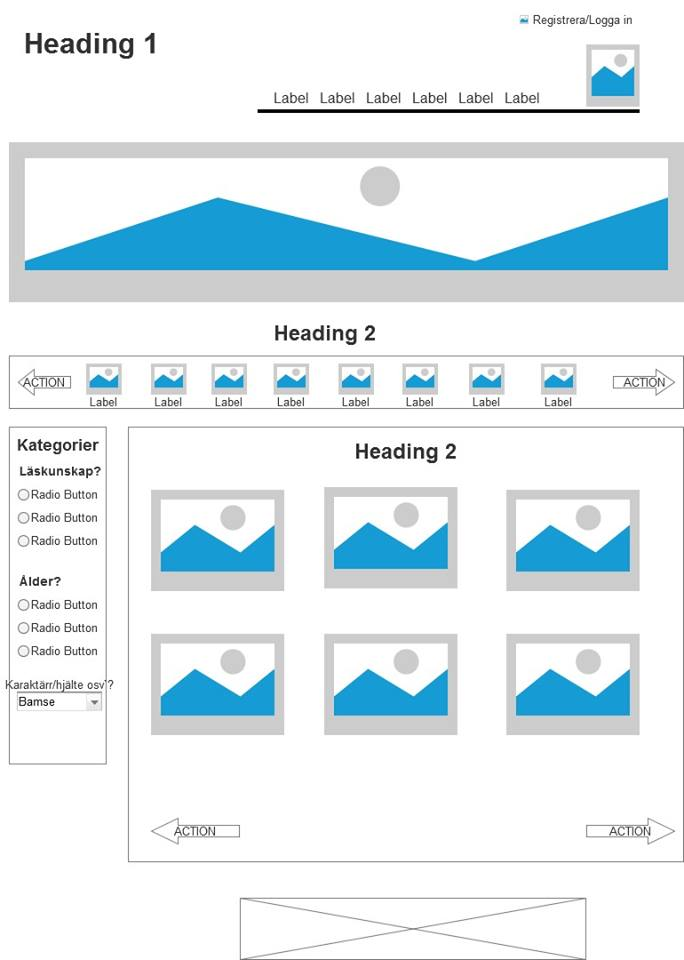 Registrera/Logga in
Heading 1
Label Label Label Label Label Label
Heading 2
ACTION
ACTION
Label Label Label Label Label Label Label Label
Kategorier
Läskunskap?
Radio Button
Radio Button
Radio Button
Ålder?
Radio Button
Radio Button
Radio Button
Karaktärr/hjälte osv'?
Bamse
Heading 2
ACTION
ACTION